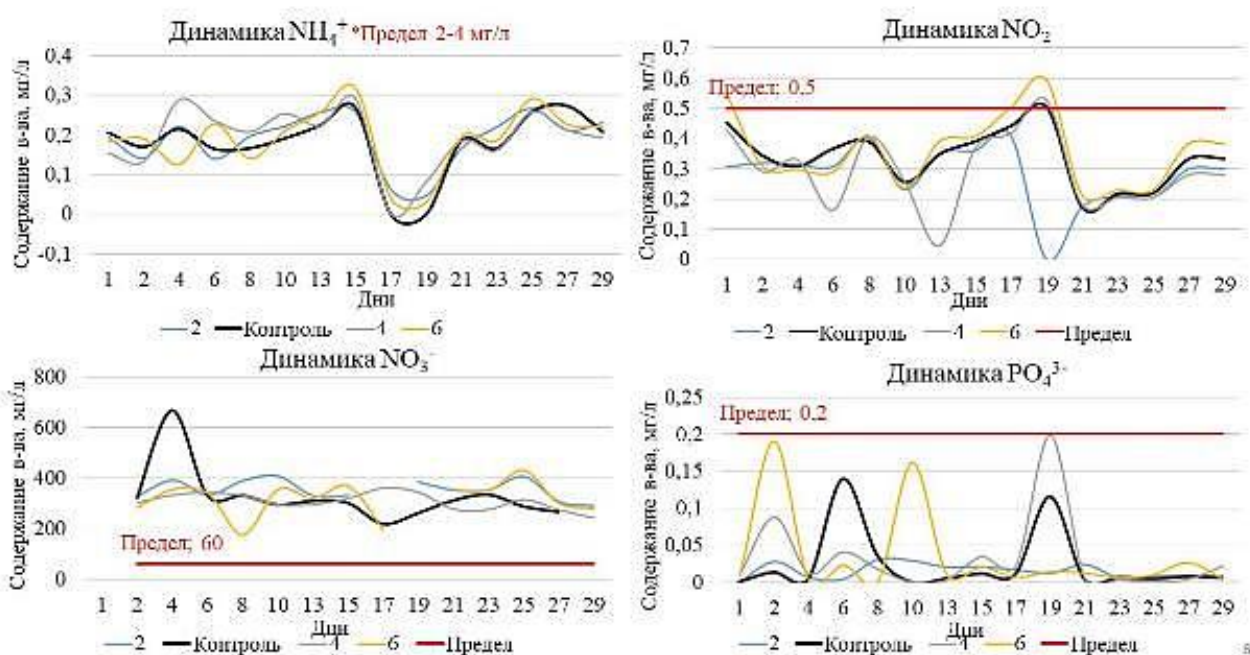 Динамика NH₄⁺ *Предел 2-4 мг/л
Содержание в-ва, мг/л
0,4
0,3
0,2
0,1
0
-0,1
1 2 4 6 8 10 13 15 17 19 21 23 25 27 29
Дни
2 Контроль 4 6
Динамика NO₂
Содержание в-ва, мг/л
0,7
0,6
0,5
0,4
0,3
0,2
0,1
0
Предел; 0.5
1 2 4 6 8 10 13 15 17 19 21 23 25 27 29
Дни
2 Контроль 4 6 Предел
Динамика NO₃⁻
Содержание в-ва, мг/л
800
600
400
200
0
Предел; 60
1 2 4 6 8 10 13 15 17 19 21 23 25 27 29
Дни
2 Контроль 4 6 Предел
Динамика PO₄³⁻
Содержание в-ва, мг/л
0,25
0,2
0,15
0,1
0,05
0
Предел; 0.2
1 2 4 6 8 10 13 15 17 19 21 23 25 27 29
Дни
2 Контроль 4 6 Предел